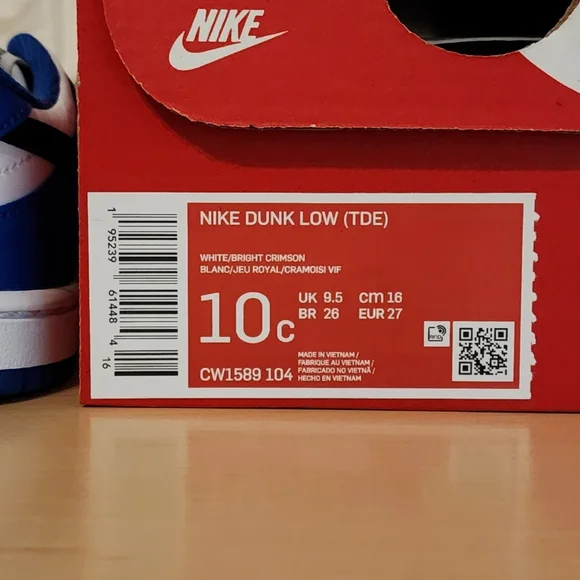 NIKE
NIKE DUNK LOW (TDE)
WHITE/BRIGHT CRIMSON
BLANC/JEU ROYAL/CRAMOISI VIF
10c
UK 9.5 cm 16
BR 26 EUR 27
CW1589 104
MADE IN VIETNAM /
FABRIQUE AU VIETNAM /
FABRICADO NO VIETNÃ /
HECHO EN VIETNAM
1 95239 61448 4 16